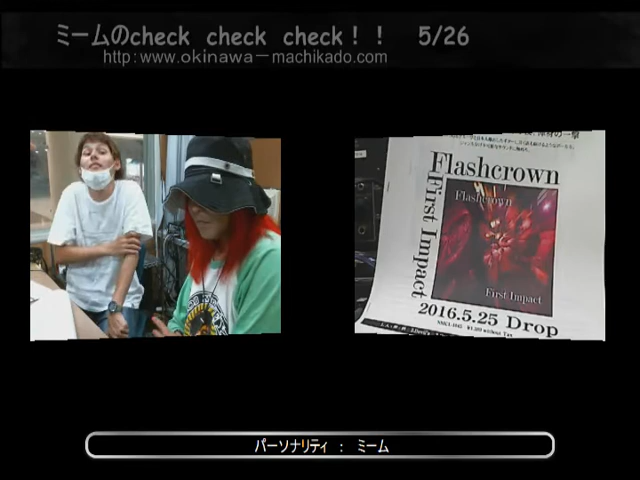 ミームのcheck check check！！ 5/26
http:www.okinawa－machikado.com
Flashcrown
First Impact
Flashcrown
First Impact
2016.5.25 Drop
パーソナリティ ： ミーム